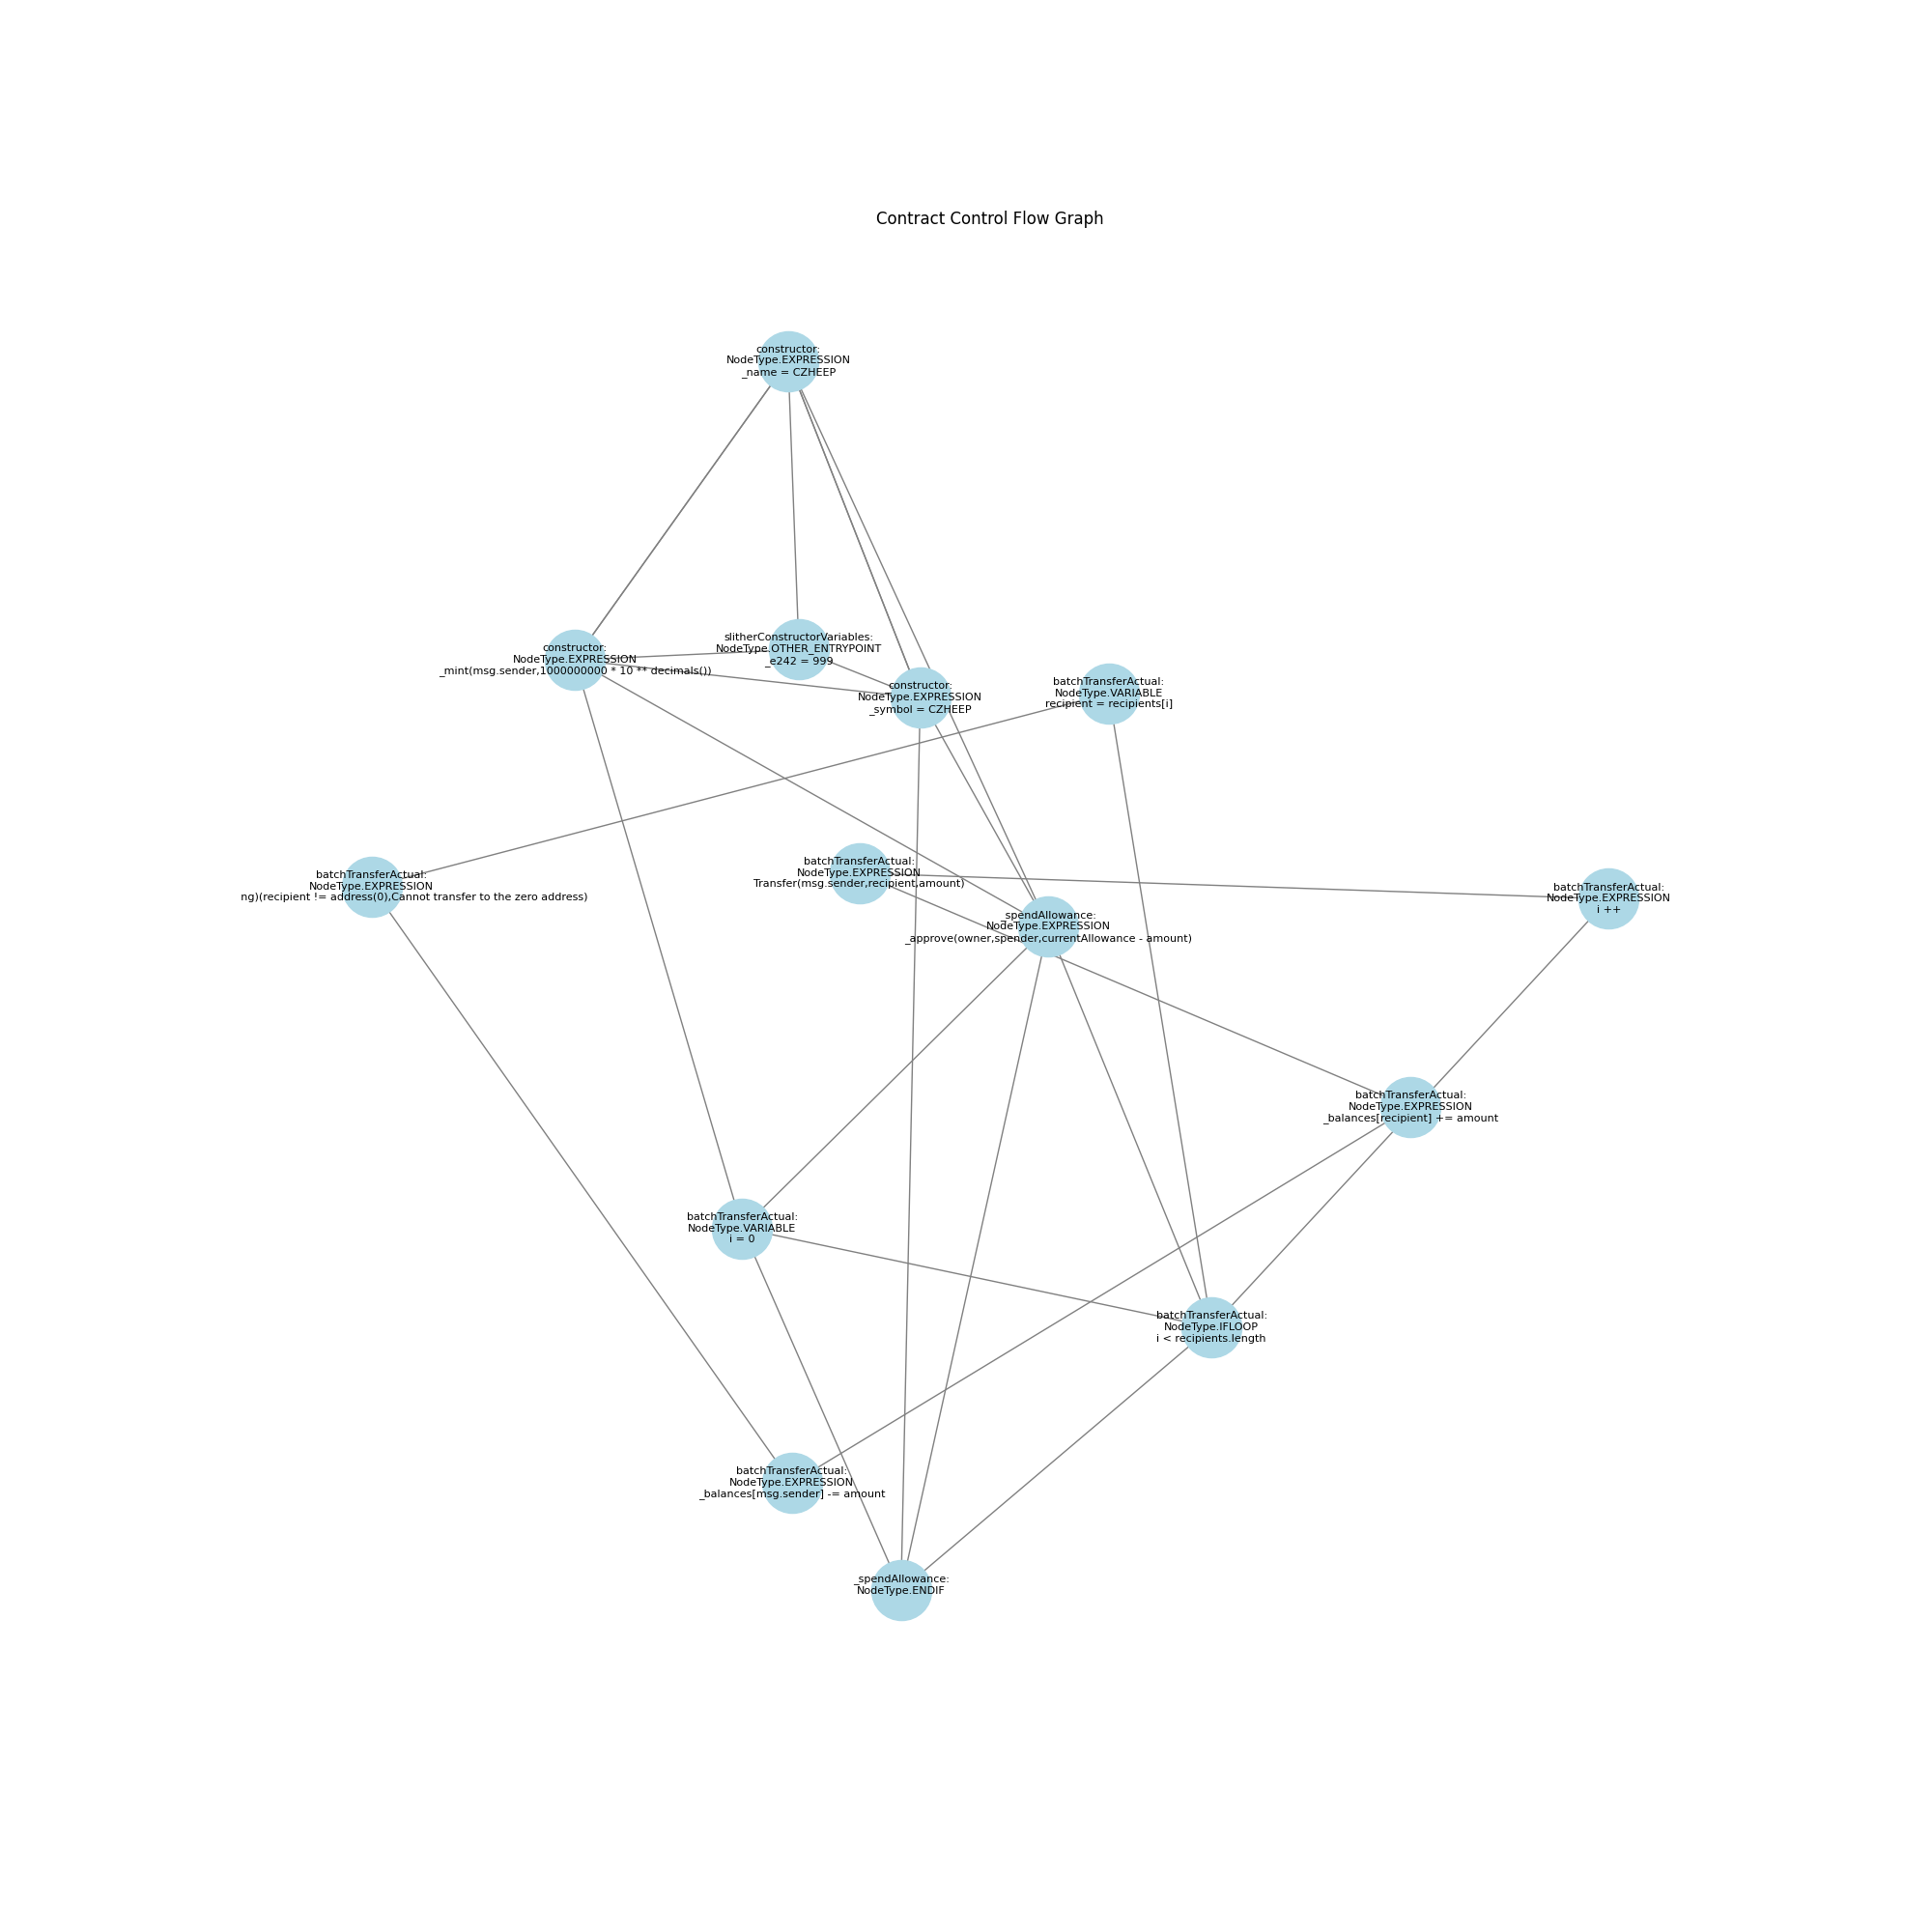 Contract Control Flow Graph
constructor:
NodeType.EXPRESSION
_name = CZHEEP
slitherConstructorVariables:
NodeType.OTHER_ENTRYPOINT
_e242 = 999
constructor:
NodeType.EXPRESSION
_mint(msg.sender,1000000000 * 10 ** decimals())
constructor:
NodeType.EXPRESSION
_symbol = CZHEEP
batchTransferActual:
NodeType.VARIABLE
recipient = recipients[i]
batchTransferActual:
NodeType.EXPRESSION
Transfer(msg.sender,recipient,amount)
batchTransferActual:
NodeType.EXPRESSION
ng)(recipient != address(0),Cannot transfer to the zero address)
batchTransferActual:
NodeType.EXPRESSION
i ++
_spendAllowance:
NodeType.EXPRESSION
_approve(owner,spender,currentAllowance - amount)
batchTransferActual:
NodeType.EXPRESSION
_balances[recipient] += amount
batchTransferActual:
NodeType.VARIABLE
i = 0
batchTransferActual:
NodeType.IFLOOP
i < recipients.length
batchTransferActual:
NodeType.EXPRESSION
_balances[msg.sender] -= amount
_spendAllowance:
NodeType.ENDIF